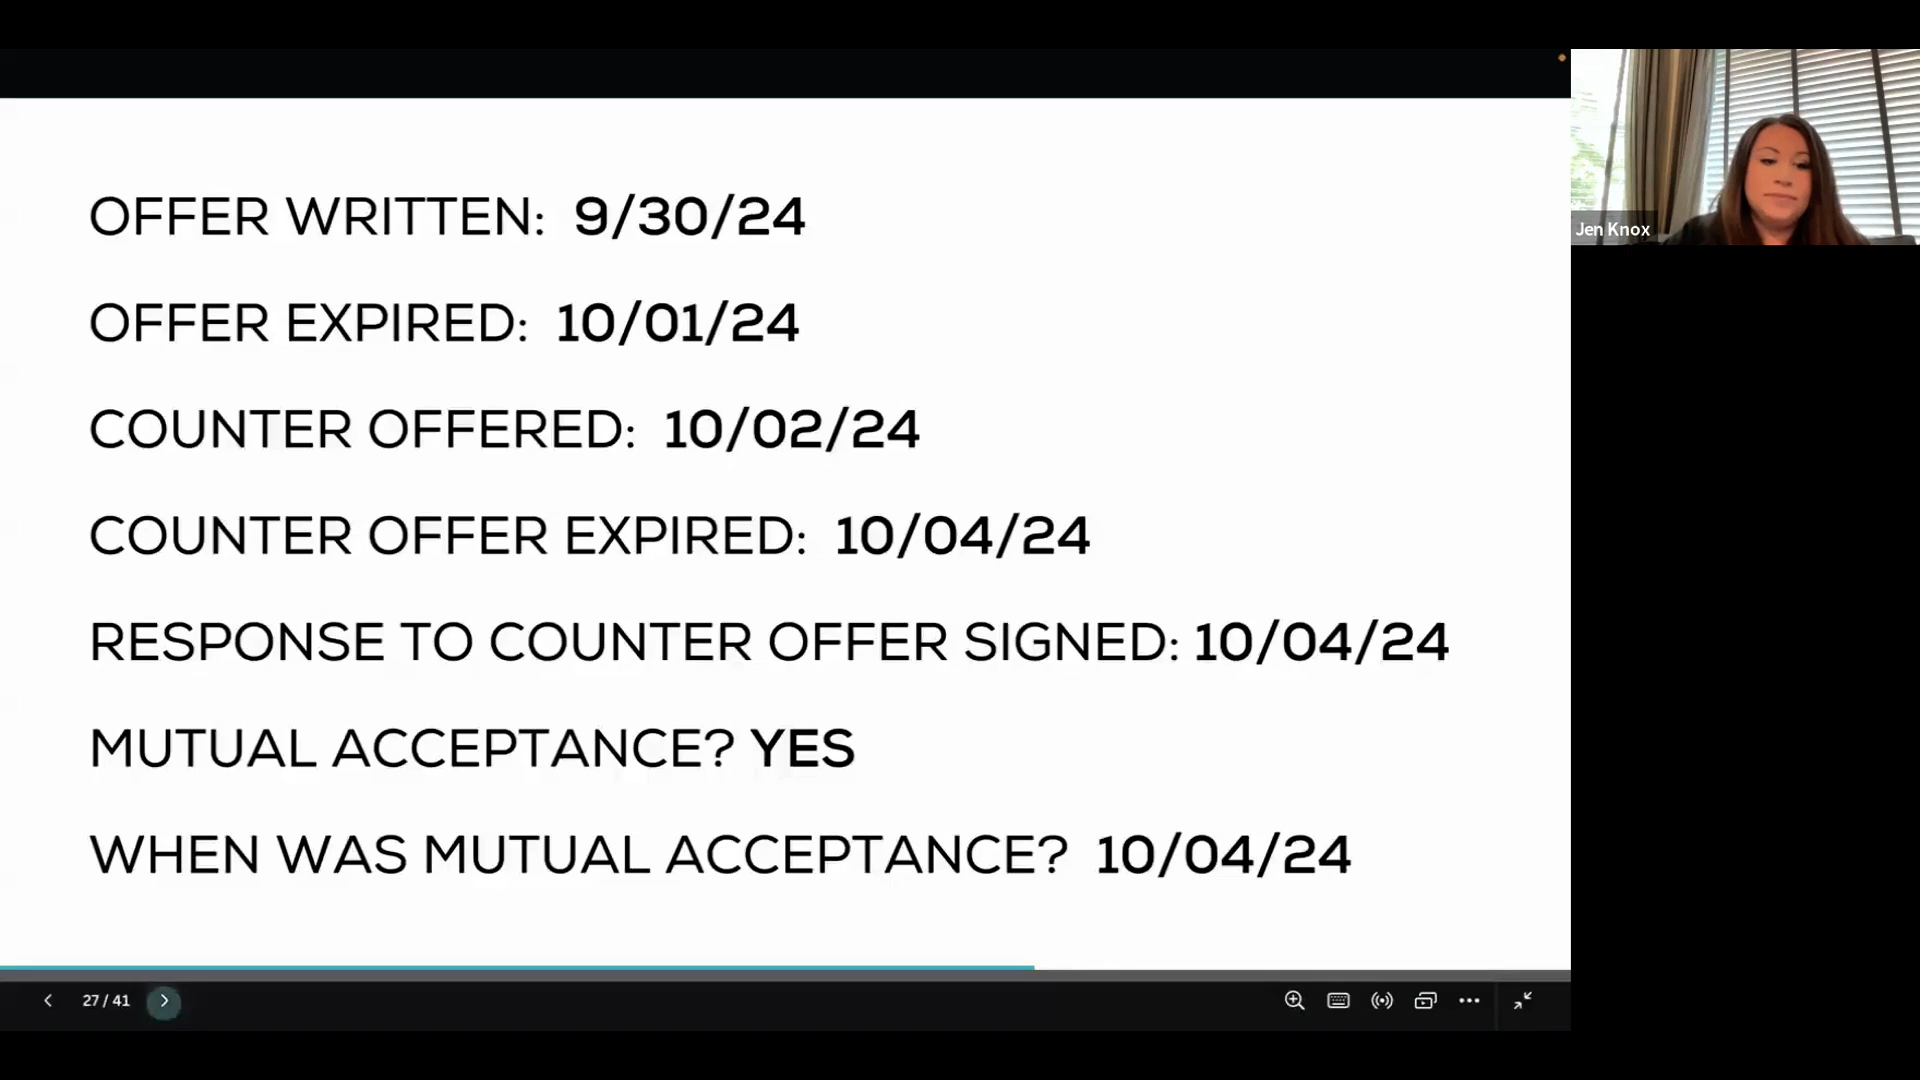 OFFER WRITTEN: 9/30/24
OFFER EXPIRED: 10/01/24
COUNTER OFFERED: 10/02/24
COUNTER OFFER EXPIRED: 10/04/24
RESPONSE TO COUNTER OFFER SIGNED: 10/04/24
MUTUAL ACCEPTANCE? YES
WHEN WAS MUTUAL ACCEPTANCE? 10/04/24
27 / 41
Jen Knox